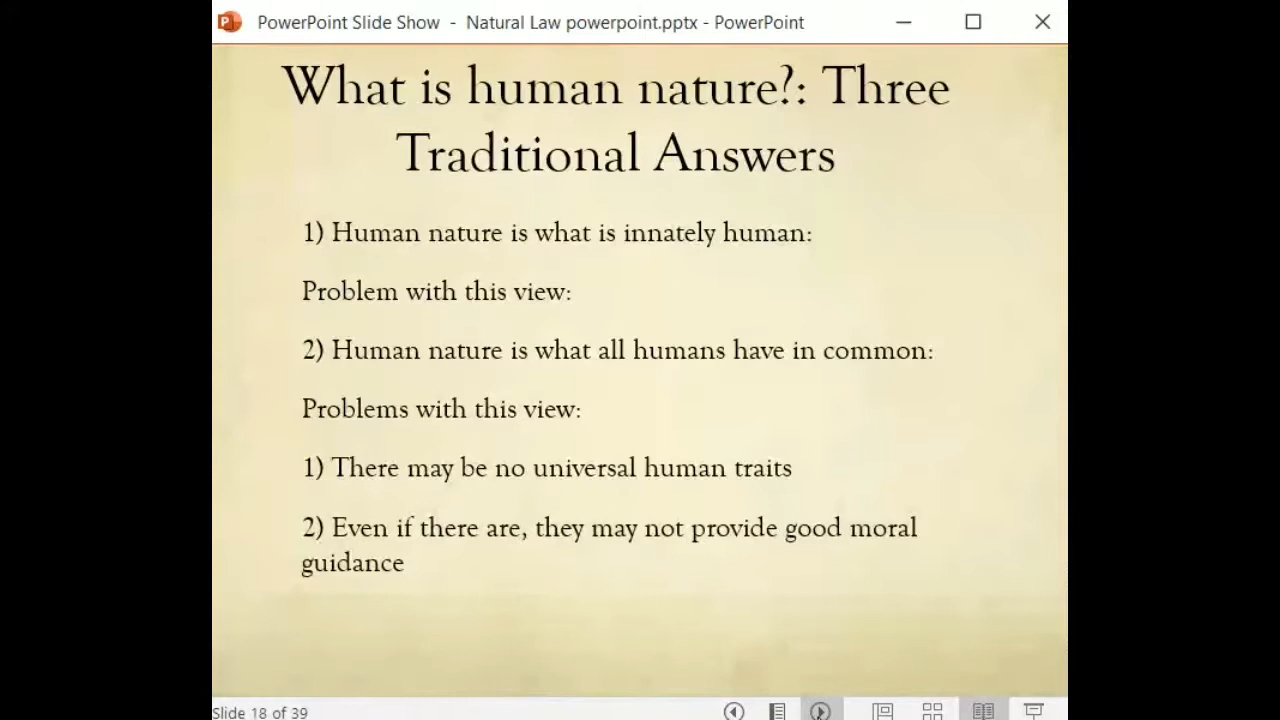 PowerPoint Slide Show - Natural Law powerpoint.pptx - PowerPoint
What is human nature?: Three
Traditional Answers
1) Human nature is what is innately human:
Problem with this view:
2) Human nature is what all humans have in common:
Problems with this view:
1) There may be no universal human traits
2) Even if there are, they may not provide good moral
guidance
Slide 18 of 39